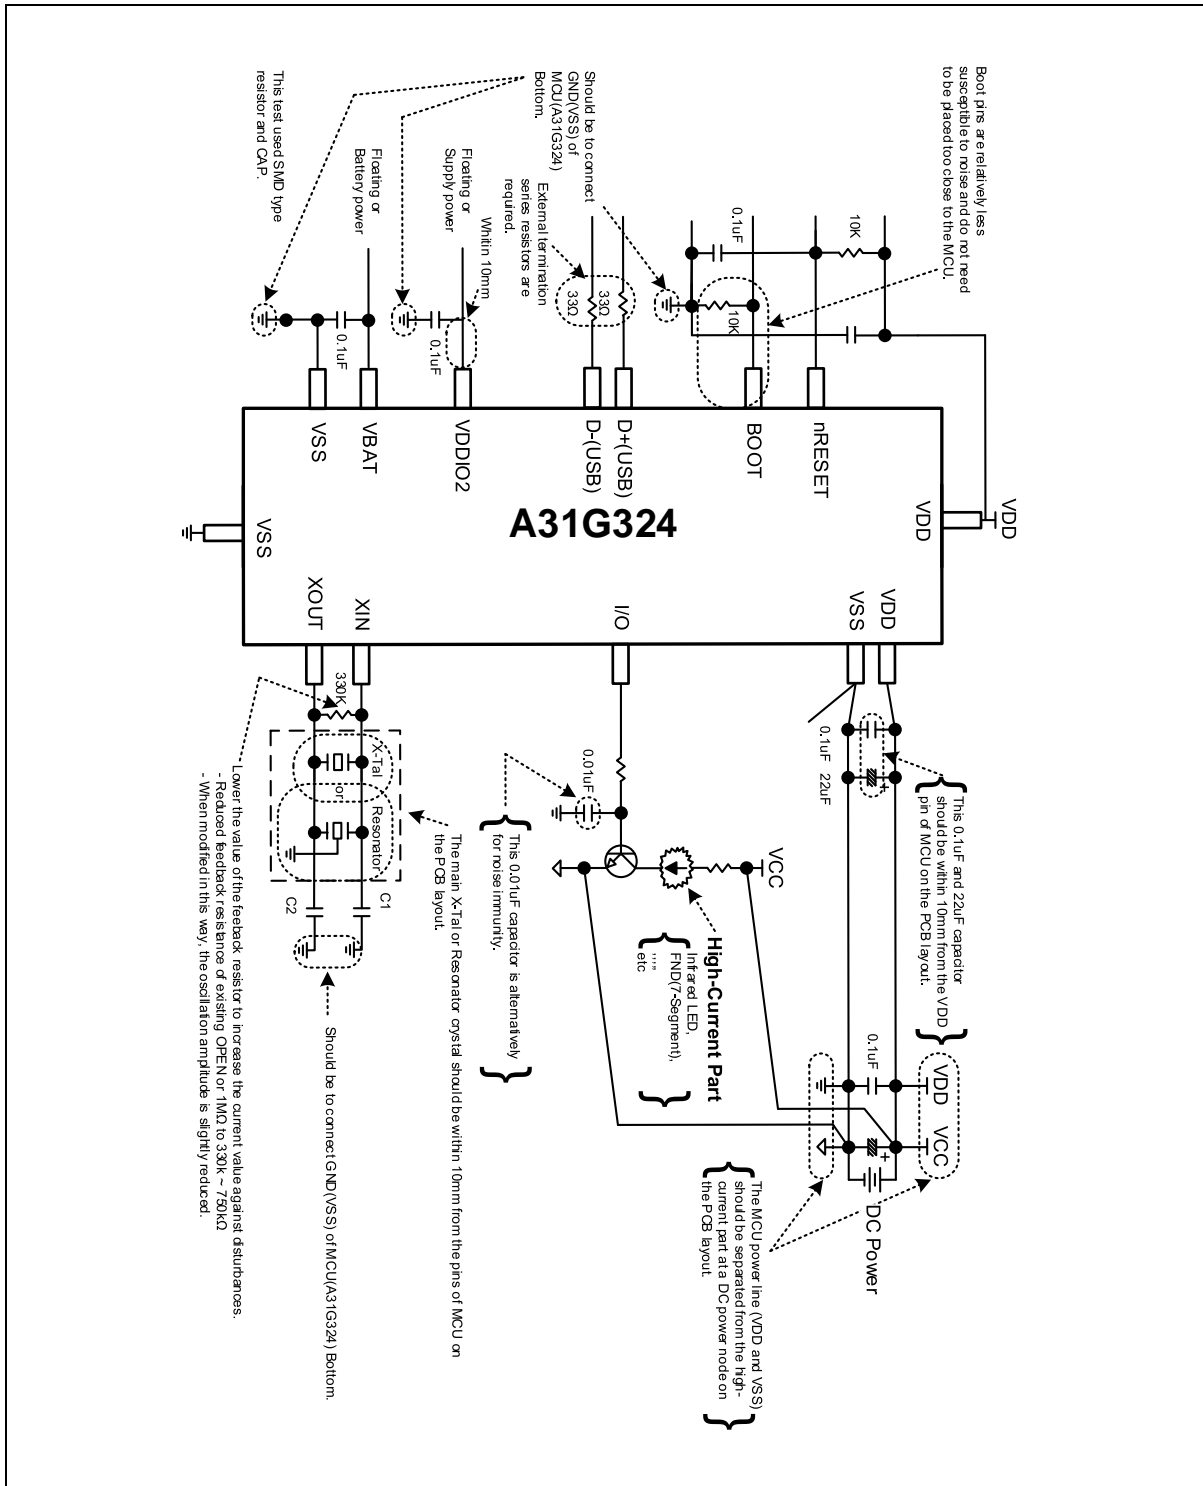 Boot pins are relatively less
susceptible to noise and do not need
to be placed too close to the MCU.
Should be to connect
GND(VSS) of
MCU(A31G324)
Bottom.
This test used SMD type
resistor and CAP.
Floating or
Battery power
Floating or
Supply power
Whitin 10mm
External termination
series resistors are
required.
0.1uF
10K
33Ω
33Ω
10K
0.1uF
0.1uF
VSS
VBAT
VDDIO2
D-(USB)
D+(USB)
BOOT
nRESET
VDD
VDD
A31G324
VSS
XOUT
XIN
I/O
VSS
VDD
330K
X-Tal
or
Resonator
C2
C1
0.01uF
VCC
0.1uF
22uF
+
This 0.1uF and 22uF capacitor
should be within 10mm from the VDD
pin of MCU on the PCB layout.
High-Current Part
Infrared LED,
FND(7-Segment),
,,,,,
etc
This 0.01uF capacitor is alternatively
for noise immunity.
The main X-Tal or Resonator crystal should be within 10mm from the pins of MCU on
the PCB layout.
Should be to connect GND(VSS) of MCU(A31G324) Bottom.
Lower the value of the feeback resistor to increase the current value against disturbances.
- Reduced feedback resistance of existing OPEN or 1MΩ to 330k ~ 750kΩ
- When modified in this way, the oscillation amplitude is slightly reduced.
0.1uF
VDD
VCC
+
DC Power
The MCU power line (VDD and VSS)
should be separated from the high-
current part at a DC power node on
the PCB layout.